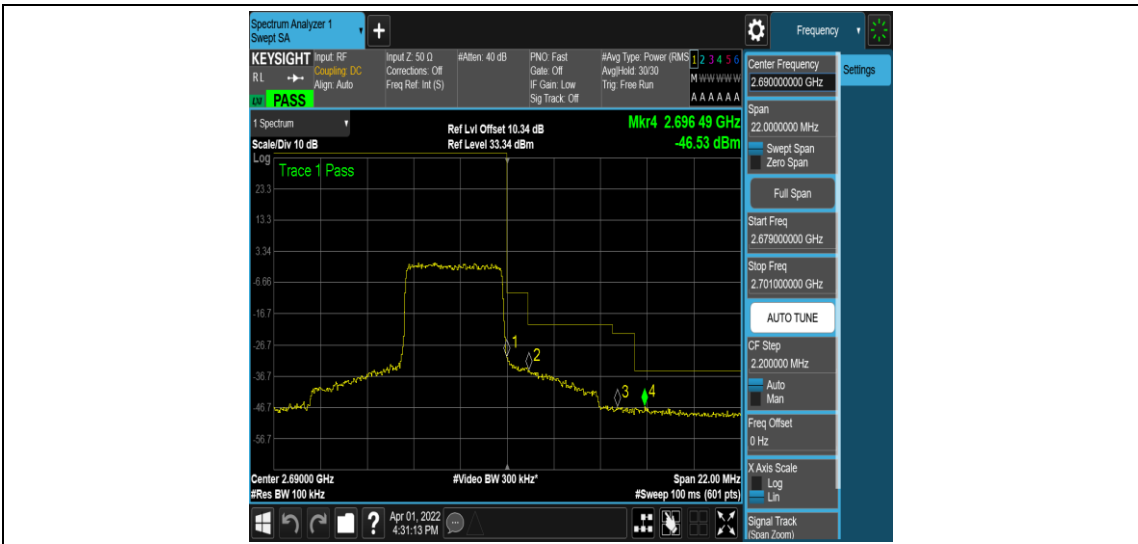 Spectrum Analyzer 1
Swept SA
+
Frequency
KEYSIGHT
RL
PASS
Input: RF
Coupling: DC
Align: Auto
Input Z: 50 Ω
Corrections: Off
Freq Ref: Int (S)
#Atten: 40 dB
PNO: Fast
Gate: Off
IF Gain: Low
Sig Track: Off
#Avg Type: Power (RMS
Avg|Hold: 30/30
Trig: Free Run
1 2 3 4 5 6
M W W W W W
A A A A A A
1 Spectrum
Scale/Div 10 dB
Ref Lvl Offset 10.34 dB
Ref Level 33.34 dBm
Mkr4 2.696 49 GHz
-46.53 dBm
Log
Trace 1 Pass
23.3
13.3
3.34
-6.66
-16.7
-26.7
-36.7
-46.7
-56.7
1
2
3
4
Center 2.69000 GHz
#Video BW 300 kHz*
Span 22.00 MHz
#Res BW 100 kHz
#Sweep 100 ms (601 pts)
Center Frequency
2.690000000 GHz
Settings
Span
22.0000000 MHz
Swept Span
Zero Span
Full Span
Start Freq
2.679000000 GHz
Stop Freq
2.701000000 GHz
AUTO TUNE
CF Step
2.200000 MHz
Auto
Man
Freq Offset
0 Hz
X Axis Scale
Log
Lin
Signal Track
(Span Zoom)
?
Apr 01, 2022
4:31:13 PM